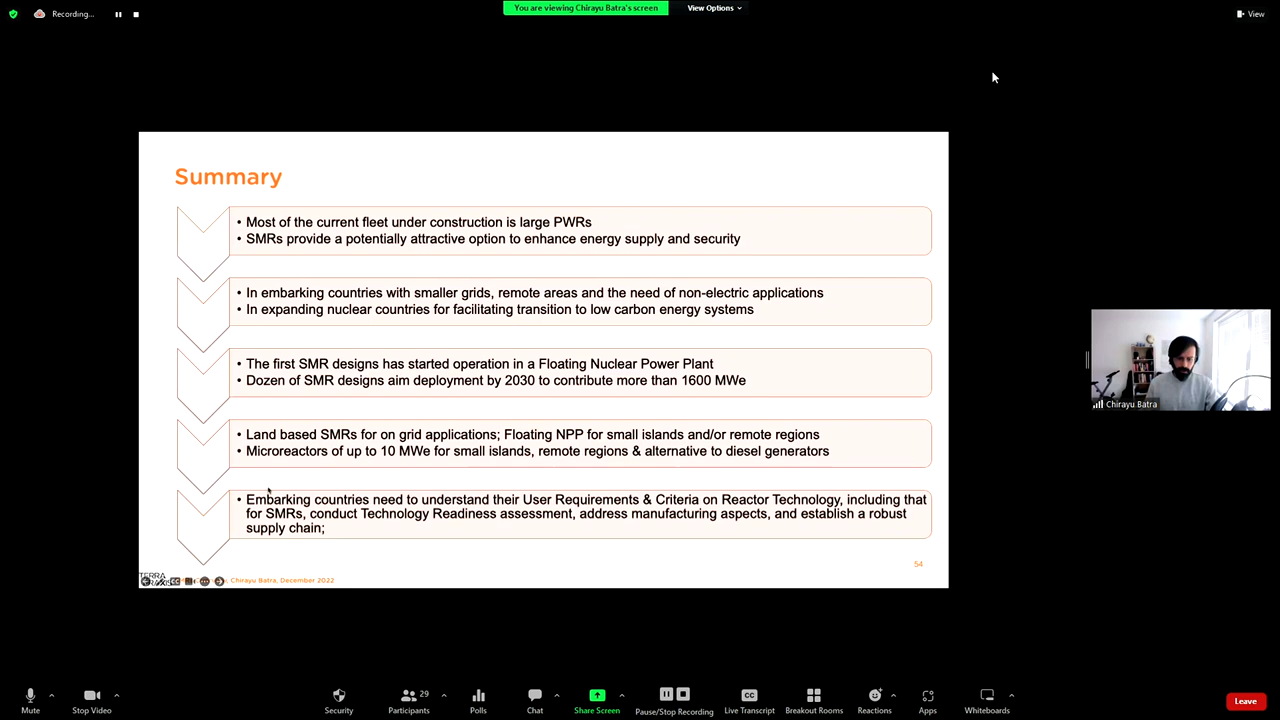 Recording...
You are viewing Chirayu Batra's screen
View Options
View
Summary
• Most of the current fleet under construction is large PWRs
• SMRs provide a potentially attractive option to enhance energy supply and security
• In embarking countries with smaller grids, remote areas and the need of non-electric applications
• In expanding nuclear countries for facilitating transition to low carbon energy systems
• The first SMR designs has started operation in a Floating Nuclear Power Plant
• Dozen of SMR designs aim deployment by 2030 to contribute more than 1600 MWe
• Land based SMRs for on grid applications; Floating NPP for small islands and/or remote regions
• Microreactors of up to 10 MWe for small islands, remote regions & alternative to diesel generators
• Embarking countries need to understand their User Requirements & Criteria on Reactor Technology, including that
for SMRs, conduct Technology Readiness assessment, address manufacturing aspects, and establish a robust
supply chain;
54
TERRA
Chirayu Batra, December 2022
Chirayu Batra
Mute
Stop Video
Security
29
Participants
Polls
Chat
Share Screen
Pause/Stop Recording
CC
Live Transcript
Breakout Rooms
Reactions
Apps
Whiteboards
Leave